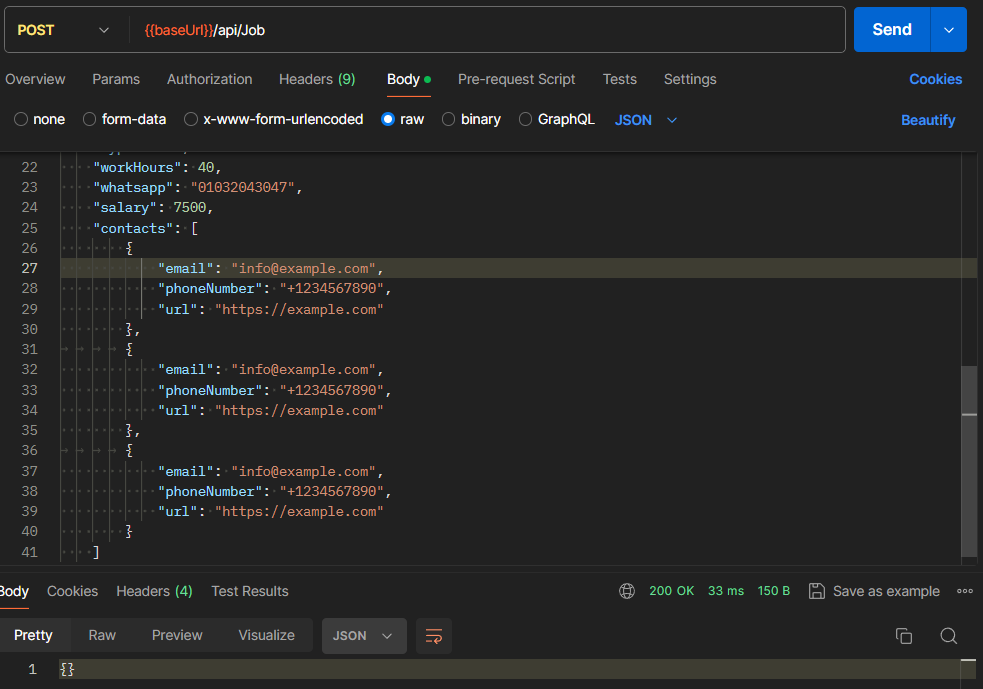 POST {{baseUrl}}/api/Job Send
Overview Params Authorization Headers (9) Body Pre-request Script Tests Settings Cookies
none form-data x-www-form-urlencoded raw binary GraphQL JSON Beautify
22 "workHours": 40,
23 "whatsapp": "01032043047",
24 "salary": 7500,
25 "contacts": [
26 {
27 "email": "info@example.com",
28 "phoneNumber": "+1234567890",
29 "url": "https://example.com"
30 },
31 {
32 "email": "info@example.com",
33 "phoneNumber": "+1234567890",
34 "url": "https://example.com"
35 },
36 {
37 "email": "info@example.com",
38 "phoneNumber": "+1234567890",
39 "url": "https://example.com"
40 }
41 ]
Body Cookies Headers (4) Test Results 200 OK 33 ms 150 B Save as example
Pretty Raw Preview Visualize JSON
1 {}